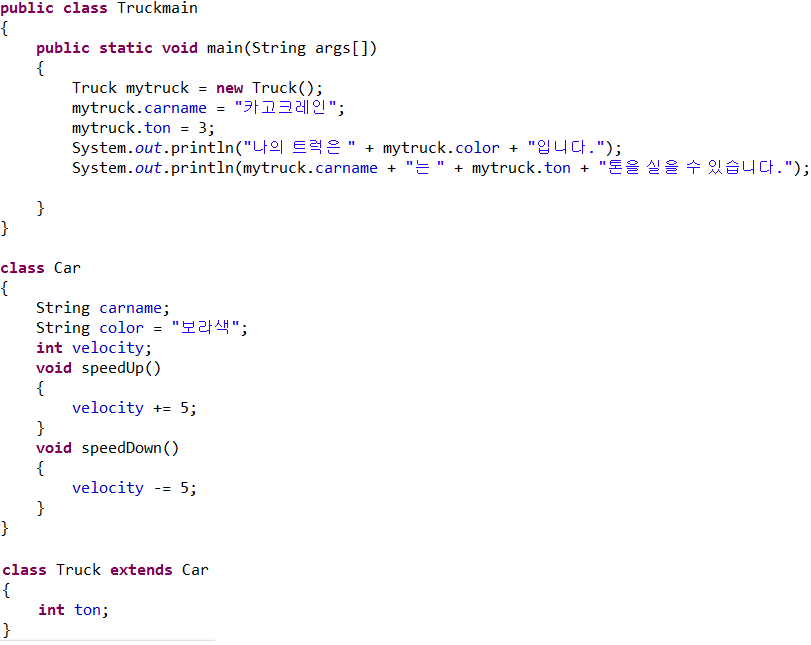 public class Truckmain
{
    public static void main(String args[])
    {
        Truck mytruck = new Truck();
        mytruck.carname = "카고크레인";
        mytruck.ton = 3;
        System.out.println("나의 트럭은 " + mytruck.color + "입니다.");
        System.out.println(mytruck.carname + "는 " + mytruck.ton + "톤을 실을 수 있습니다.");
    }
}
class Car
{
    String carname;
    String color = "보라색";
    int velocity;
    void speedUp()
    {
        velocity += 5;
    }
    void speedDown()
    {
        velocity -= 5;
    }
}
class Truck extends Car
{
    int ton;
}